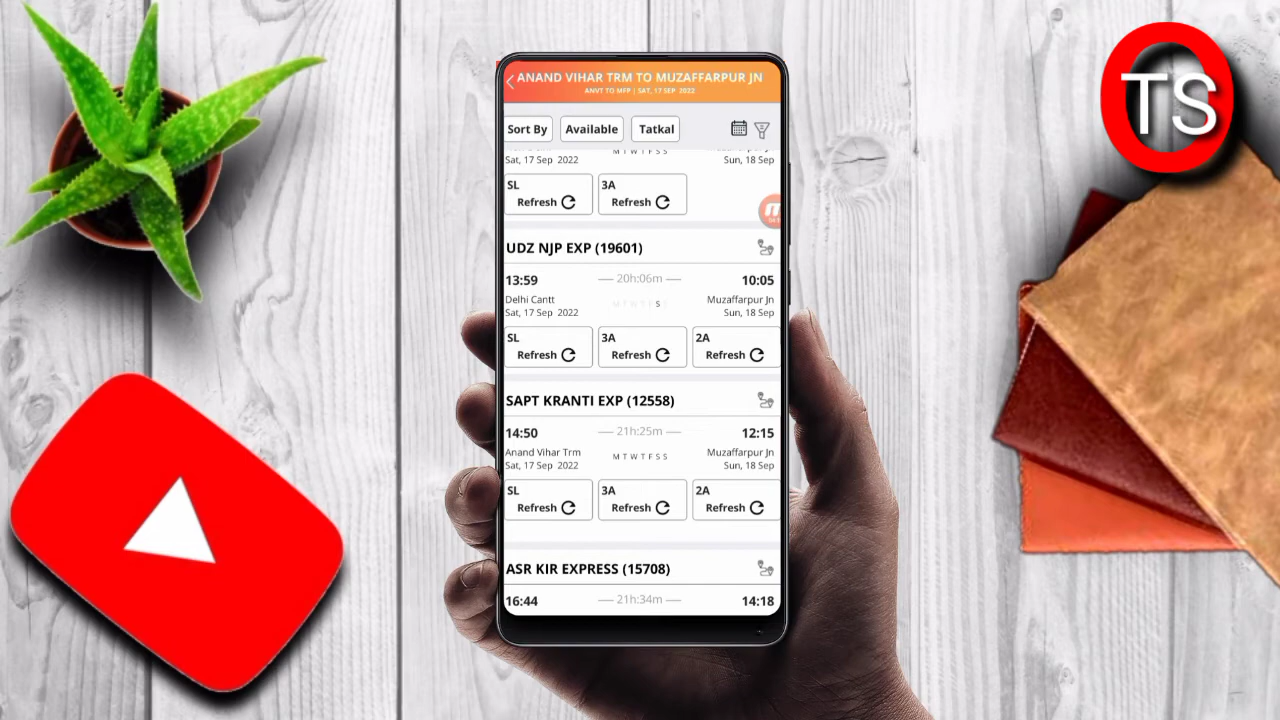 ANAND VIHAR TRM TO MUZAFFARPUR JN
ANVT TO MFP | SAT, 17 SEP 2022
Sort By
Available
Tatkal
M T W T F S S
Sat, 17 Sep 2022
Sun, 18 Sep
SL
Refresh
3A
Refresh
UDZ NJP EXP (19601)
13:59
20h:06m
10:05
Delhi Cantt
M T W T F S S
Muzaffarpur Jn
Sat, 17 Sep 2022
Sun, 18 Sep
SL
Refresh
3A
Refresh
2A
Refresh
SAPT KRANTI EXP (12558)
14:50
21h:25m
12:15
Anand Vihar Trm
M T W T F S S
Muzaffarpur Jn
Sat, 17 Sep 2022
Sun, 18 Sep
SL
Refresh
3A
Refresh
2A
Refresh
ASR KIR EXPRESS (15708)
16:44
21h:34m
14:18
OTS